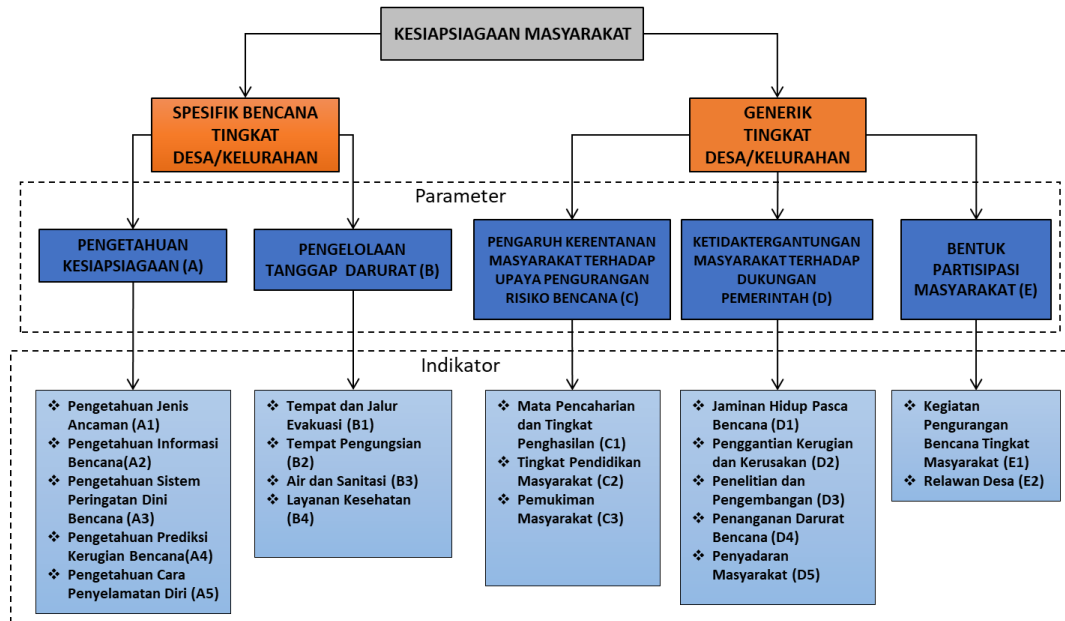 KESIAPSIAGAAN MASYARAKAT
SPESIFIK BENCANA
TINGKAT
DESA/KELURAHAN
GENERIK
TINGKAT
DESA/KELURAHAN
Parameter
PENGETAHUAN
KESIAPSIAGAAN (A)
PENGELOLAAN
TANGGAP DARURAT (B)
PENGARUH KERENTANAN
MASYARAKAT TERHADAP
UPAYA PENGURANGAN
RISIKO BENCANA (C)
KETIDAKTERGANTUNGAN
MASYARAKAT TERHADAP
DUKUNGAN
PEMERINTAH (D)
BENTUK
PARTISIPASI
MASYARAKAT (E)
Indikator
❖ Pengetahuan Jenis
Ancaman (A1)
❖ Pengetahuan Informasi
Bencana(A2)
❖ Pengetahuan Sistem
Peringatan Dini
Bencana (A3)
❖ Pengetahuan Prediksi
Kerugian Bencana(A4)
❖ Pengetahuan Cara
Penyelamatan Diri (A5)
❖ Tempat dan Jalur
Evakuasi (B1)
❖ Tempat Pengungsian
(B2)
❖ Air dan Sanitasi (B3)
❖ Layanan Kesehatan
(B4)
❖ Mata Pencaharian
dan Tingkat
Penghasilan (C1)
❖ Tingkat Pendidikan
Masyarakat (C2)
❖ Pemukiman
Masyarakat (C3)
❖ Jaminan Hidup Pasca
Bencana (D1)
❖ Penggantian Kerugian
dan Kerusakan (D2)
❖ Penelitian dan
Pengembangan (D3)
❖ Penanganan Darurat
Bencana (D4)
❖ Penyadaran
Masyarakat (D5)
❖ Kegiatan
Pengurangan
Bencana Tingkat
Masyarakat (E1)
❖ Relawan Desa (E2)